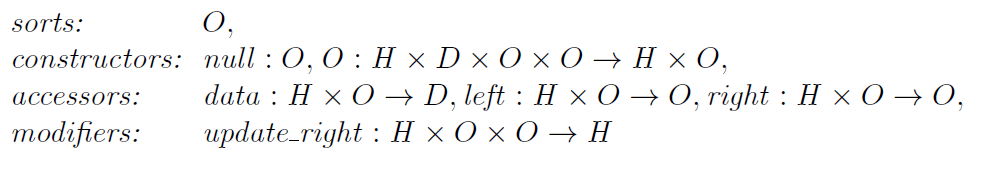 sorts: O,
constructors: null : O, O : H × D × O × O → H × O,
accessors: data : H × O → D, left : H × O → O, right : H × O → O,
modifiers: update_right : H × O × O → H